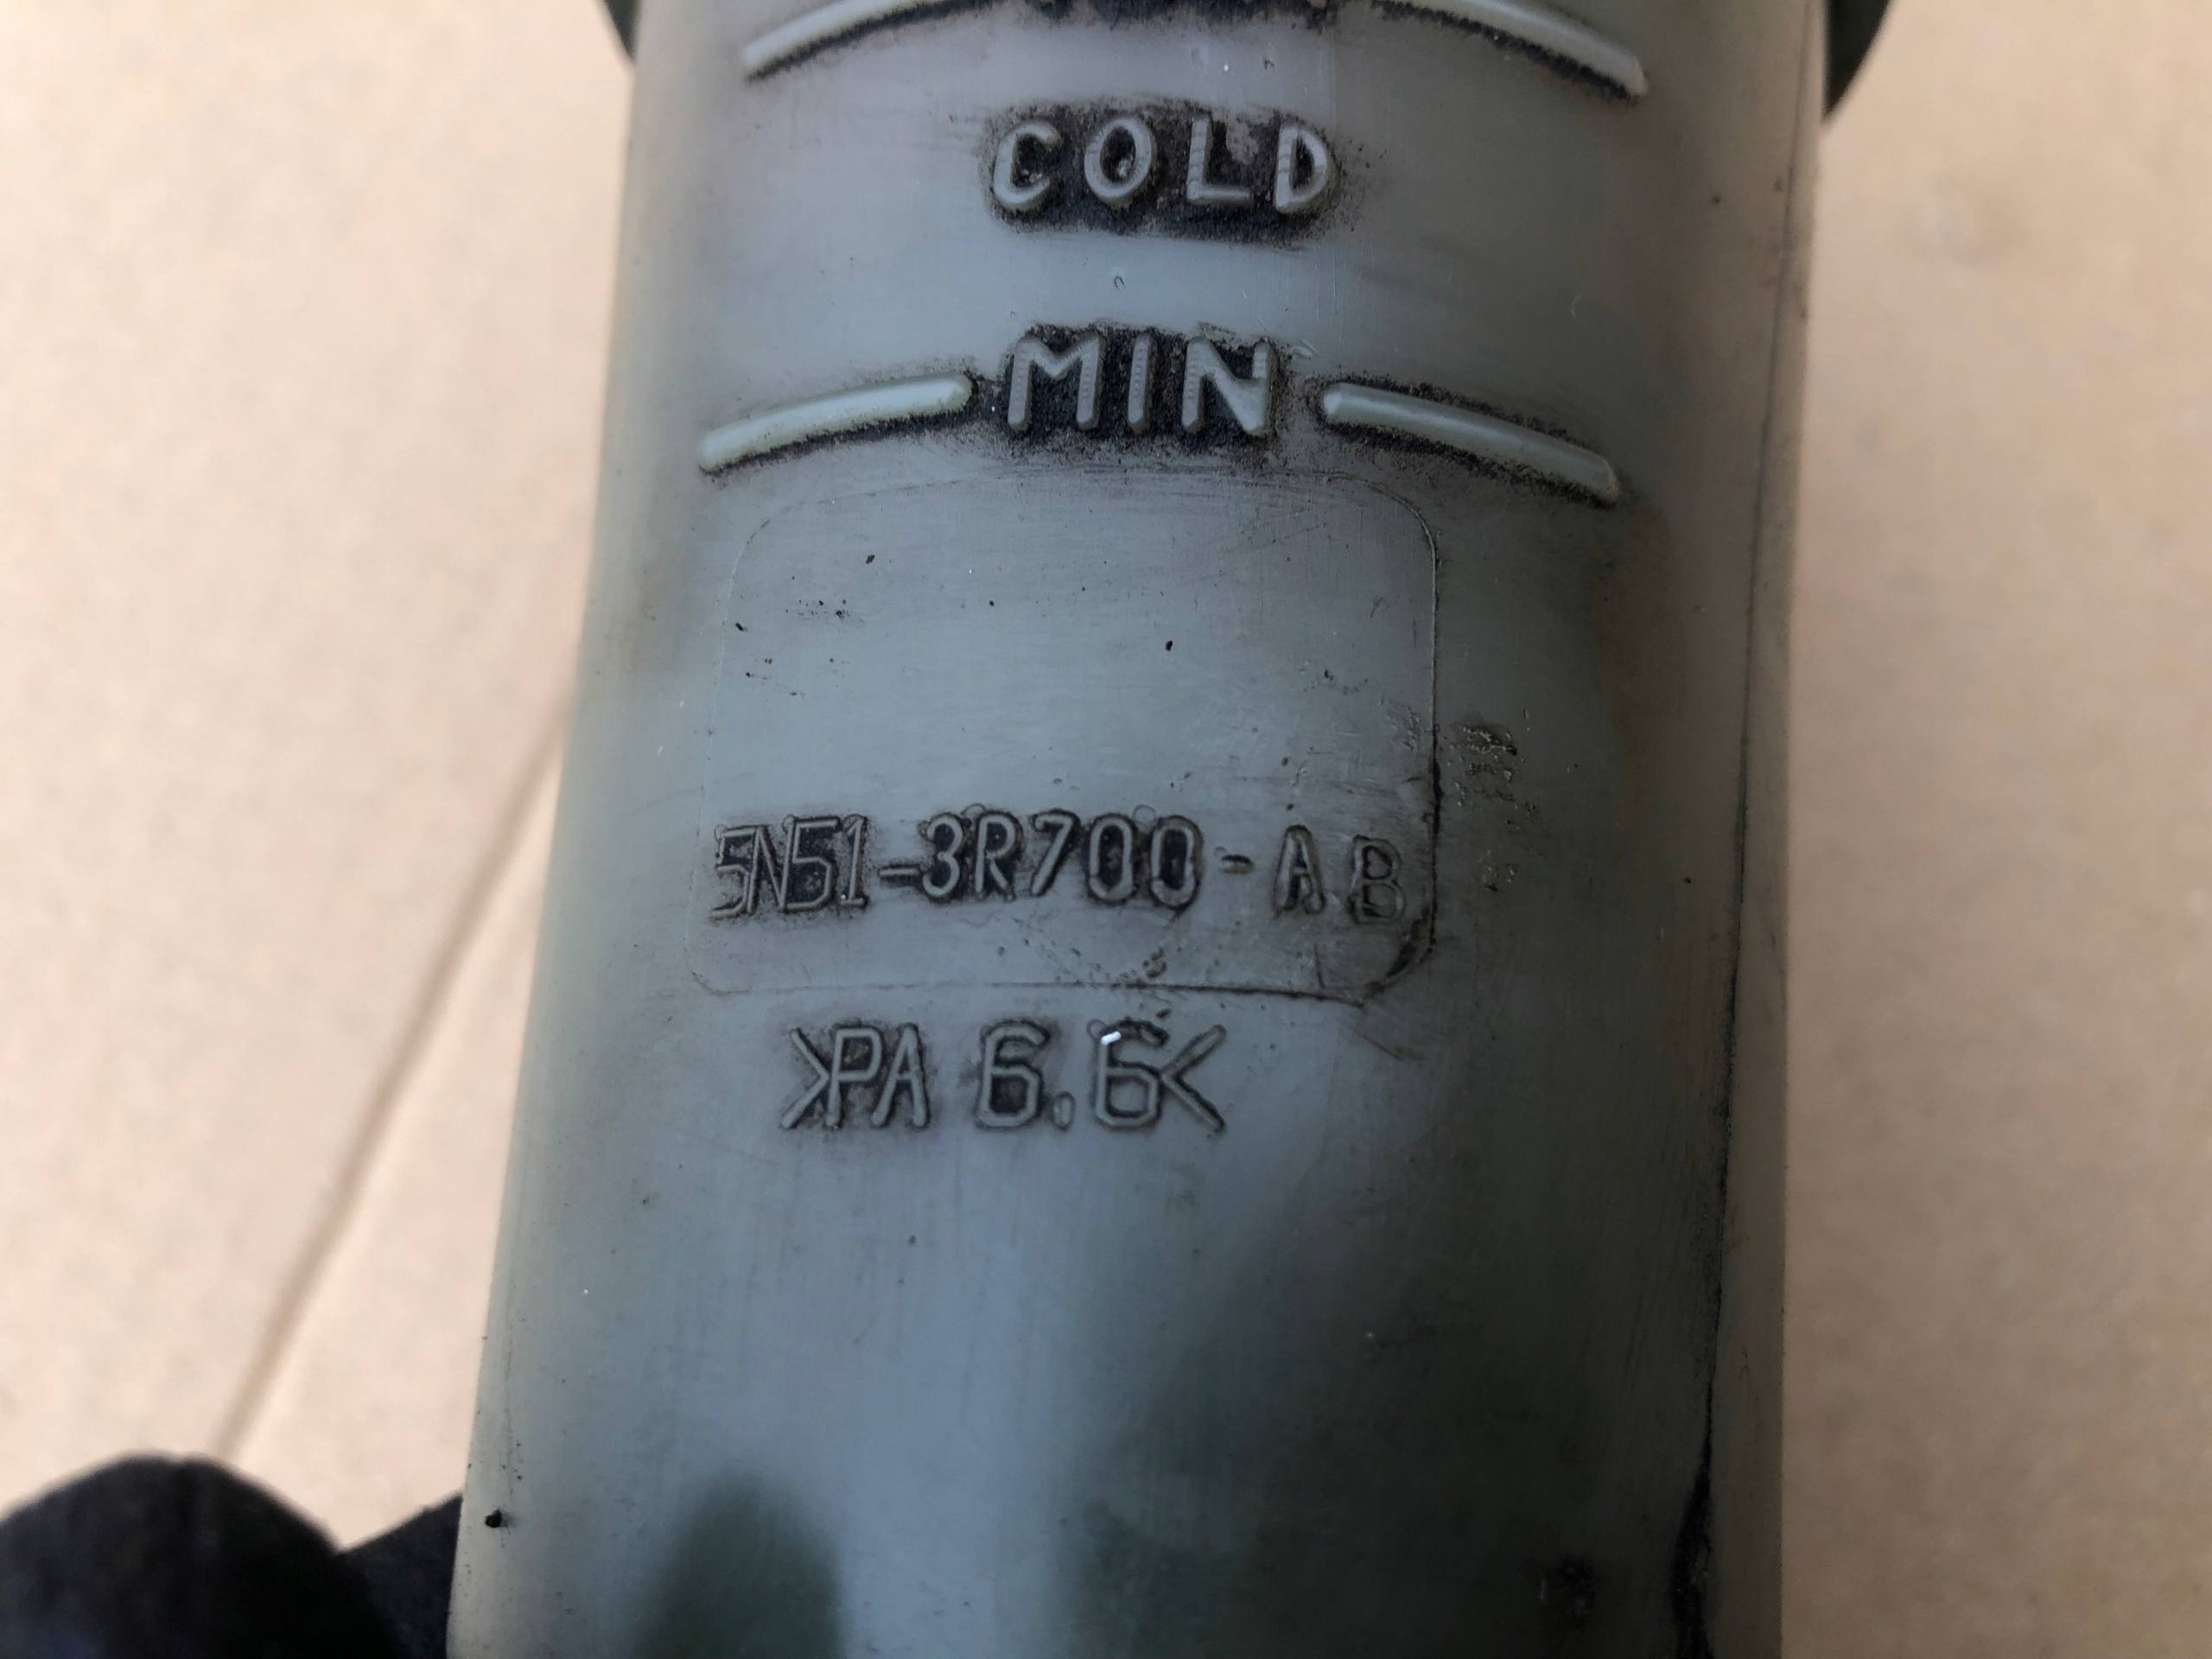 COLD
MIN
5N51-3R700-AB
>PA 6.6<